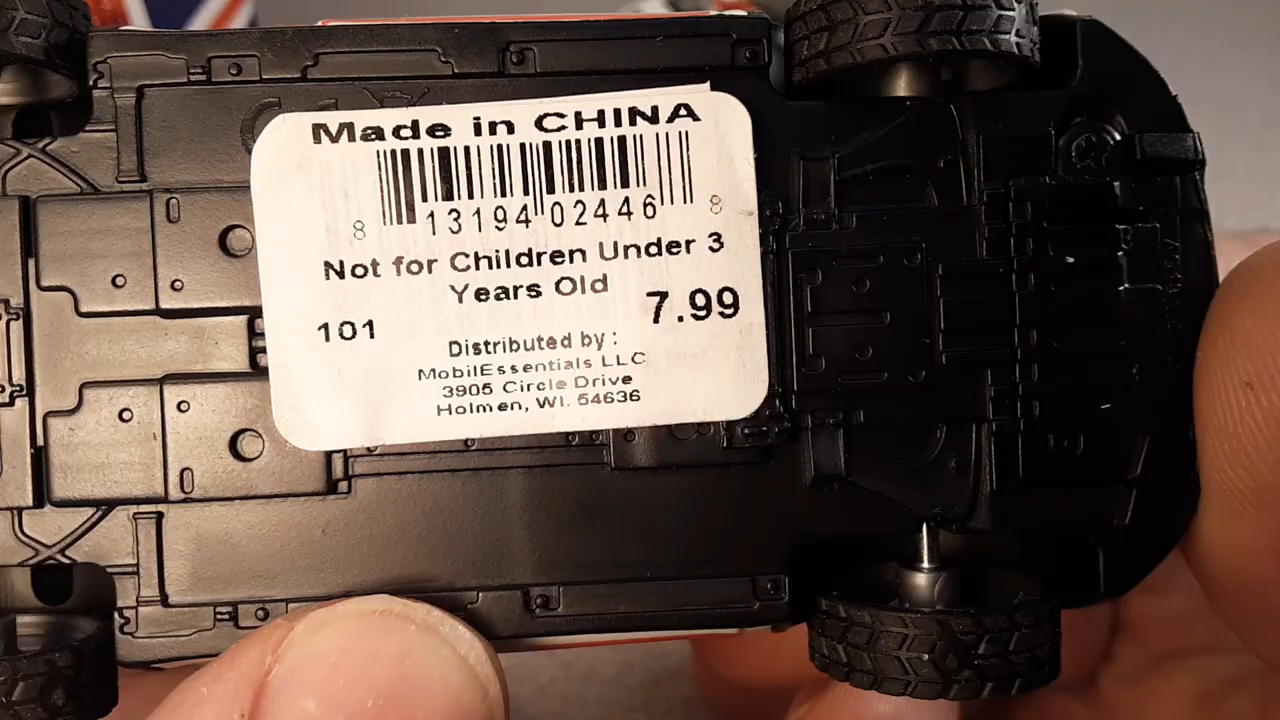 Made in CHINA
8 13194 02446 8
Not for Children Under 3
Years Old
101
7.99
Distributed by :
MobilEssentials LLC
3905 Circle Drive
Holmen, WI. 54636